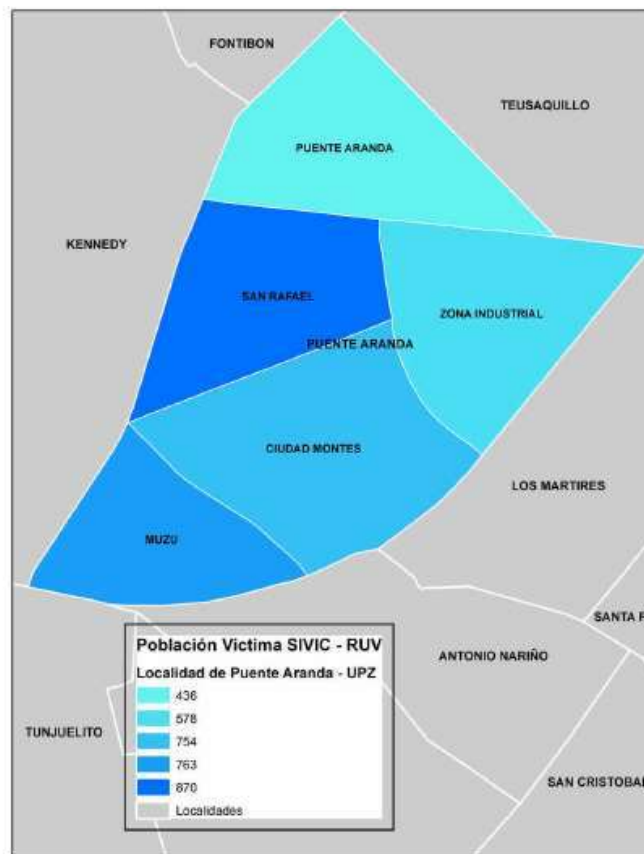 FONTIBON
TEUSAQUILLO
PUENTE ARANDA
KENNEDY
SAN RAFAEL
ZONA INDUSTRIAL
PUENTE ARANDA
CIUDAD MONTES
LOS MARTIRES
MUZU
SANTA F
ANTONIO NARIÑO
TUNJUELITO
SAN CRISTOBAL
Población Victima SIVIC - RUV
Localidad de Puente Aranda - UPZ
436
578
754
763
870
Localidades